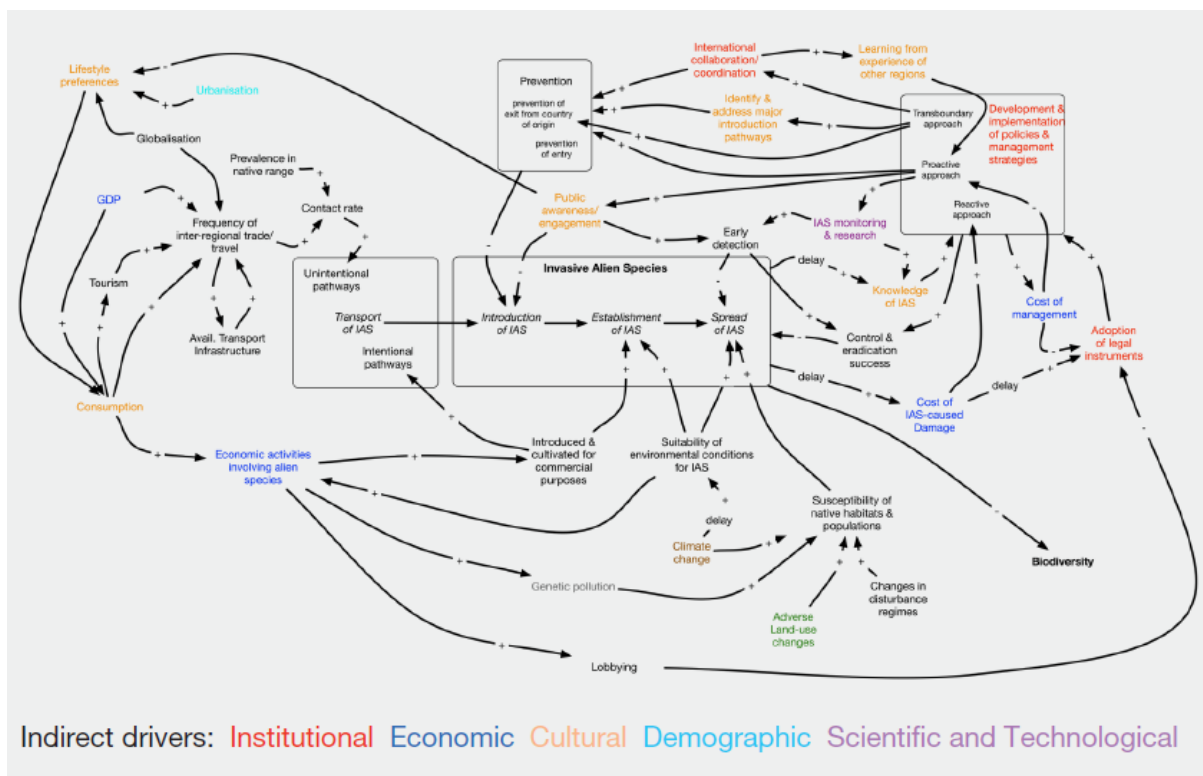 International
collaboration/
coordination
Learning from
experience of
other regions
Lifestyle
preferences
Urbanisation
Prevention
prevention of
exit from country
of origin
prevention
of entry
Identify &
address major
introduction
pathways
Transboundary
approach
Development &
implementation
of policies &
management
strategies
Globalisation
Prevalence in
native range
Proactive
approach
GDP
Contact rate
Public
awareness/
engagement
Reactive
approach
IAS monitoring
& research
Frequency of
inter-regional trade/
travel
Early
detection
Unintentional
pathways
Invasive Alien Species
delay
Knowledge
of IAS
Tourism
Cost of
management
Transport
of IAS
Introduction
of IAS
Establishment
of IAS
Spread
of IAS
Avail. Transport
Infrastructure
Control &
eradication
success
Adoption
of legal
instruments
Intentional
pathways
delay
delay
Consumption
Cost of
IAS-caused
Damage
Economic activities
involving alien
species
Introduced &
cultivated for
commercial
purposes
Suitability of
environmental conditions
for IAS
Susceptibility of
native habitats &
populations
delay
Climate
change
Biodiversity
Genetic pollution
Changes in
disturbance
regimes
Adverse
Land-use
changes
Lobbying
Indirect drivers: Institutional Economic Cultural Demographic Scientific and Technological